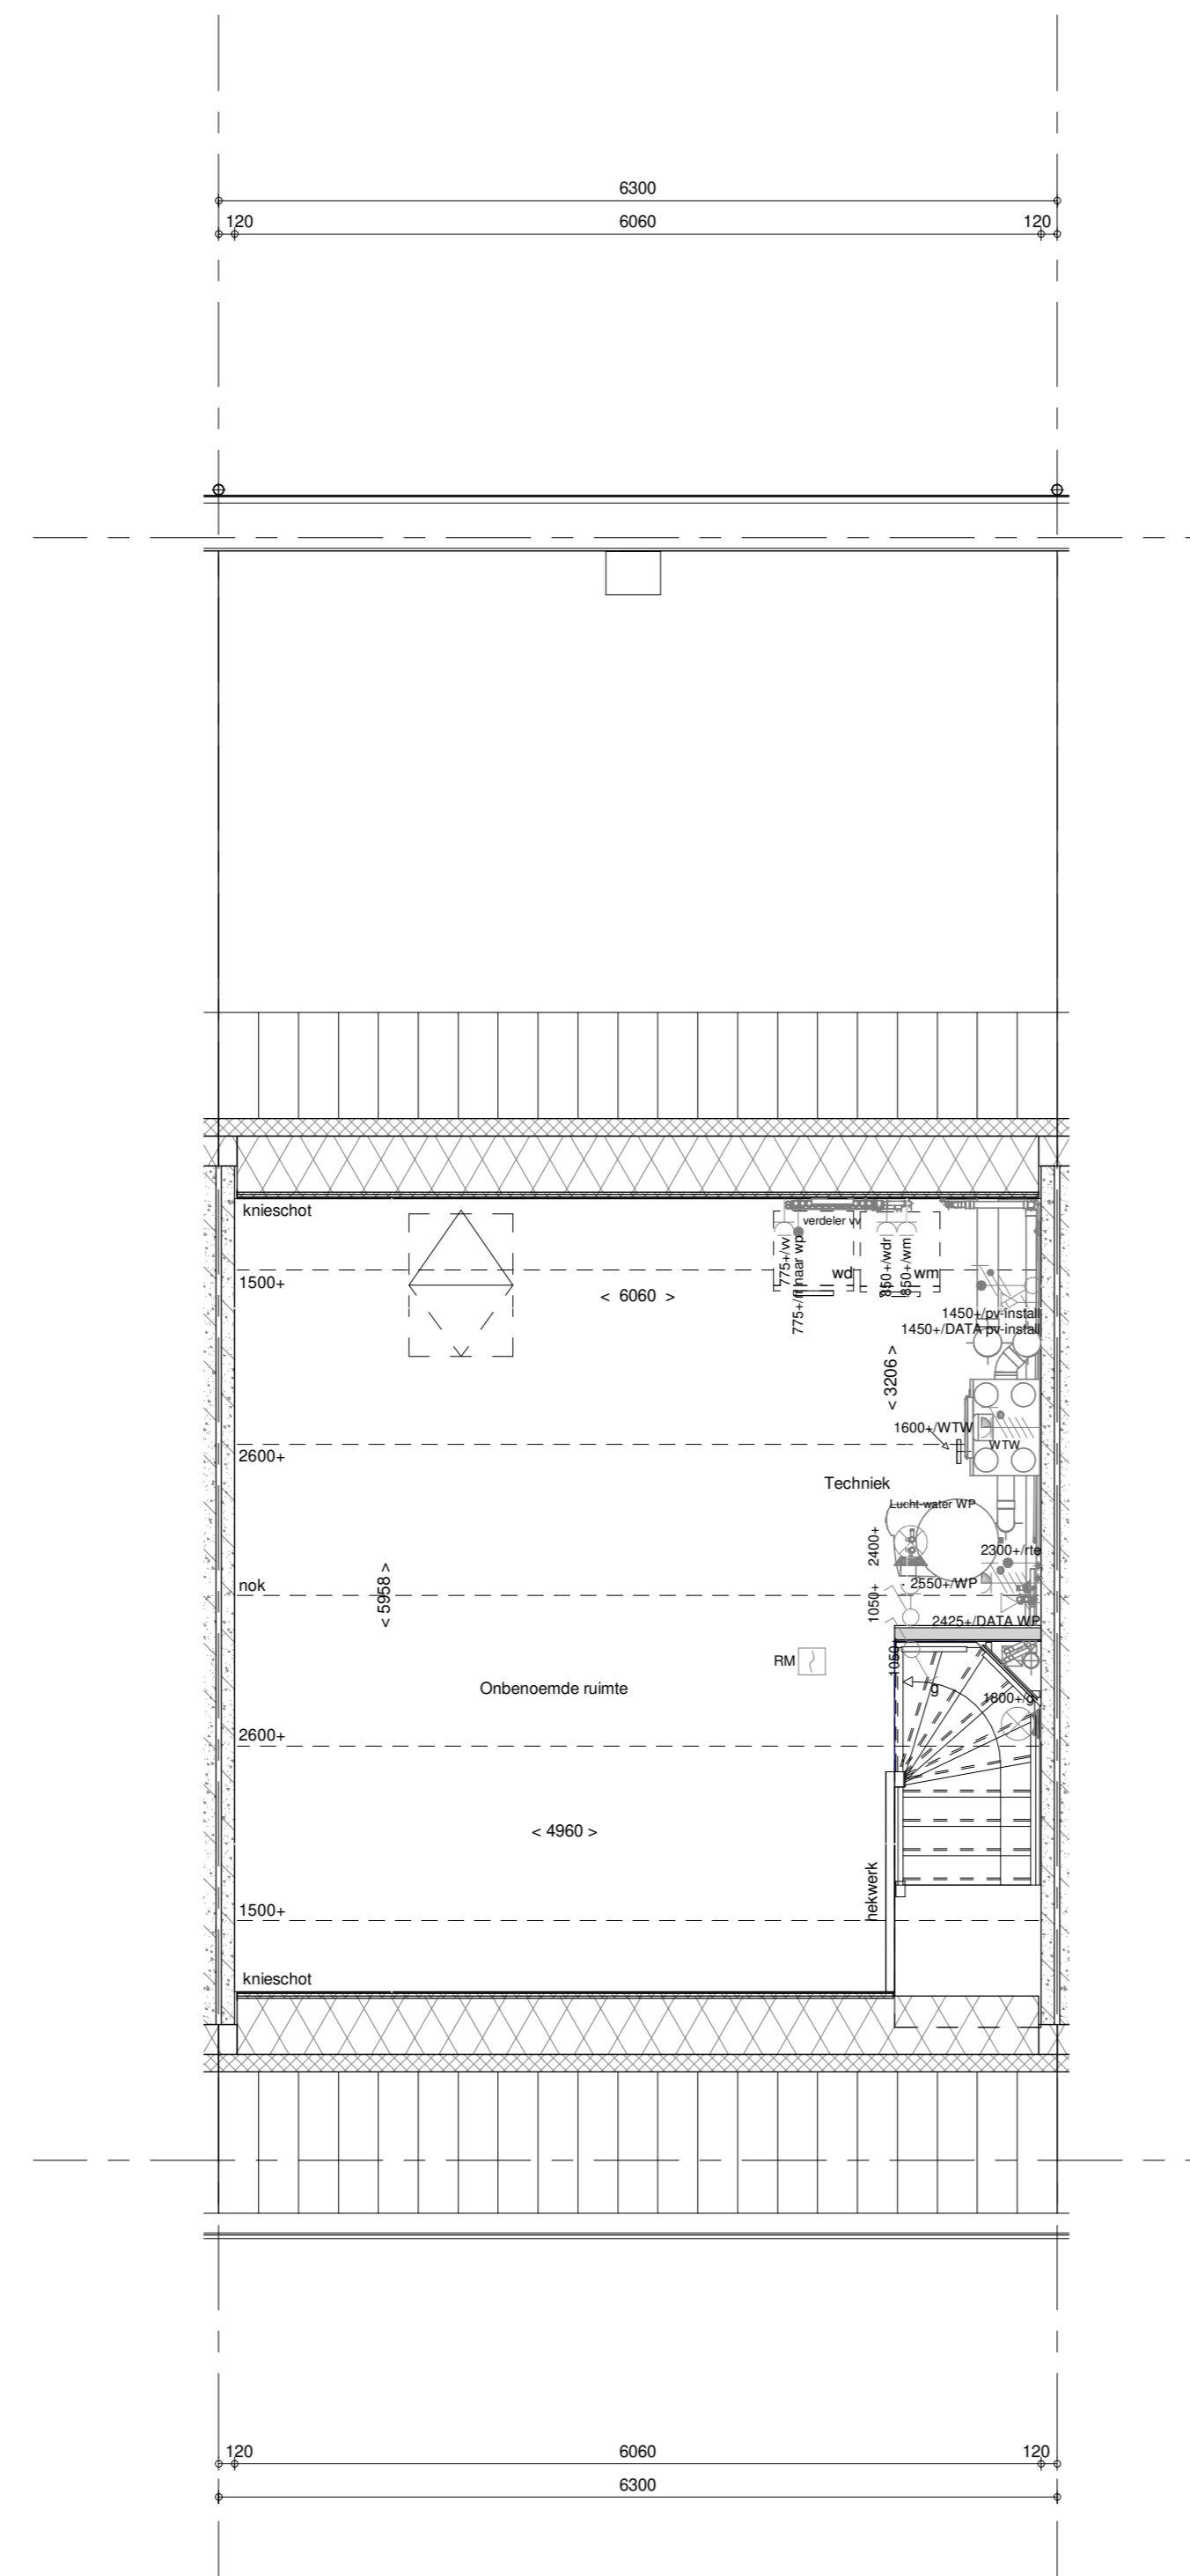 6300
120 6060 120
knieschot
verdeler vv
775+/vv
775+/fl naar wp
850+/wdr
850+/wm
wd
wm
1500+
< 6060 >
1450+/pv-install
1450+/DATA pv-install
< 3206 >
1600+/WTW
WTW
2600+
Techniek
Lucht-water WP
2400+
2300+/rte
nok
< 5958 >
1050+
2550+/WP
2425+/DATA WP
1050+
RM
Onbenoemde ruimte
g
1800+/g
2600+
< 4960 >
hekwerk
1500+
knieschot
120 6060 120
6300